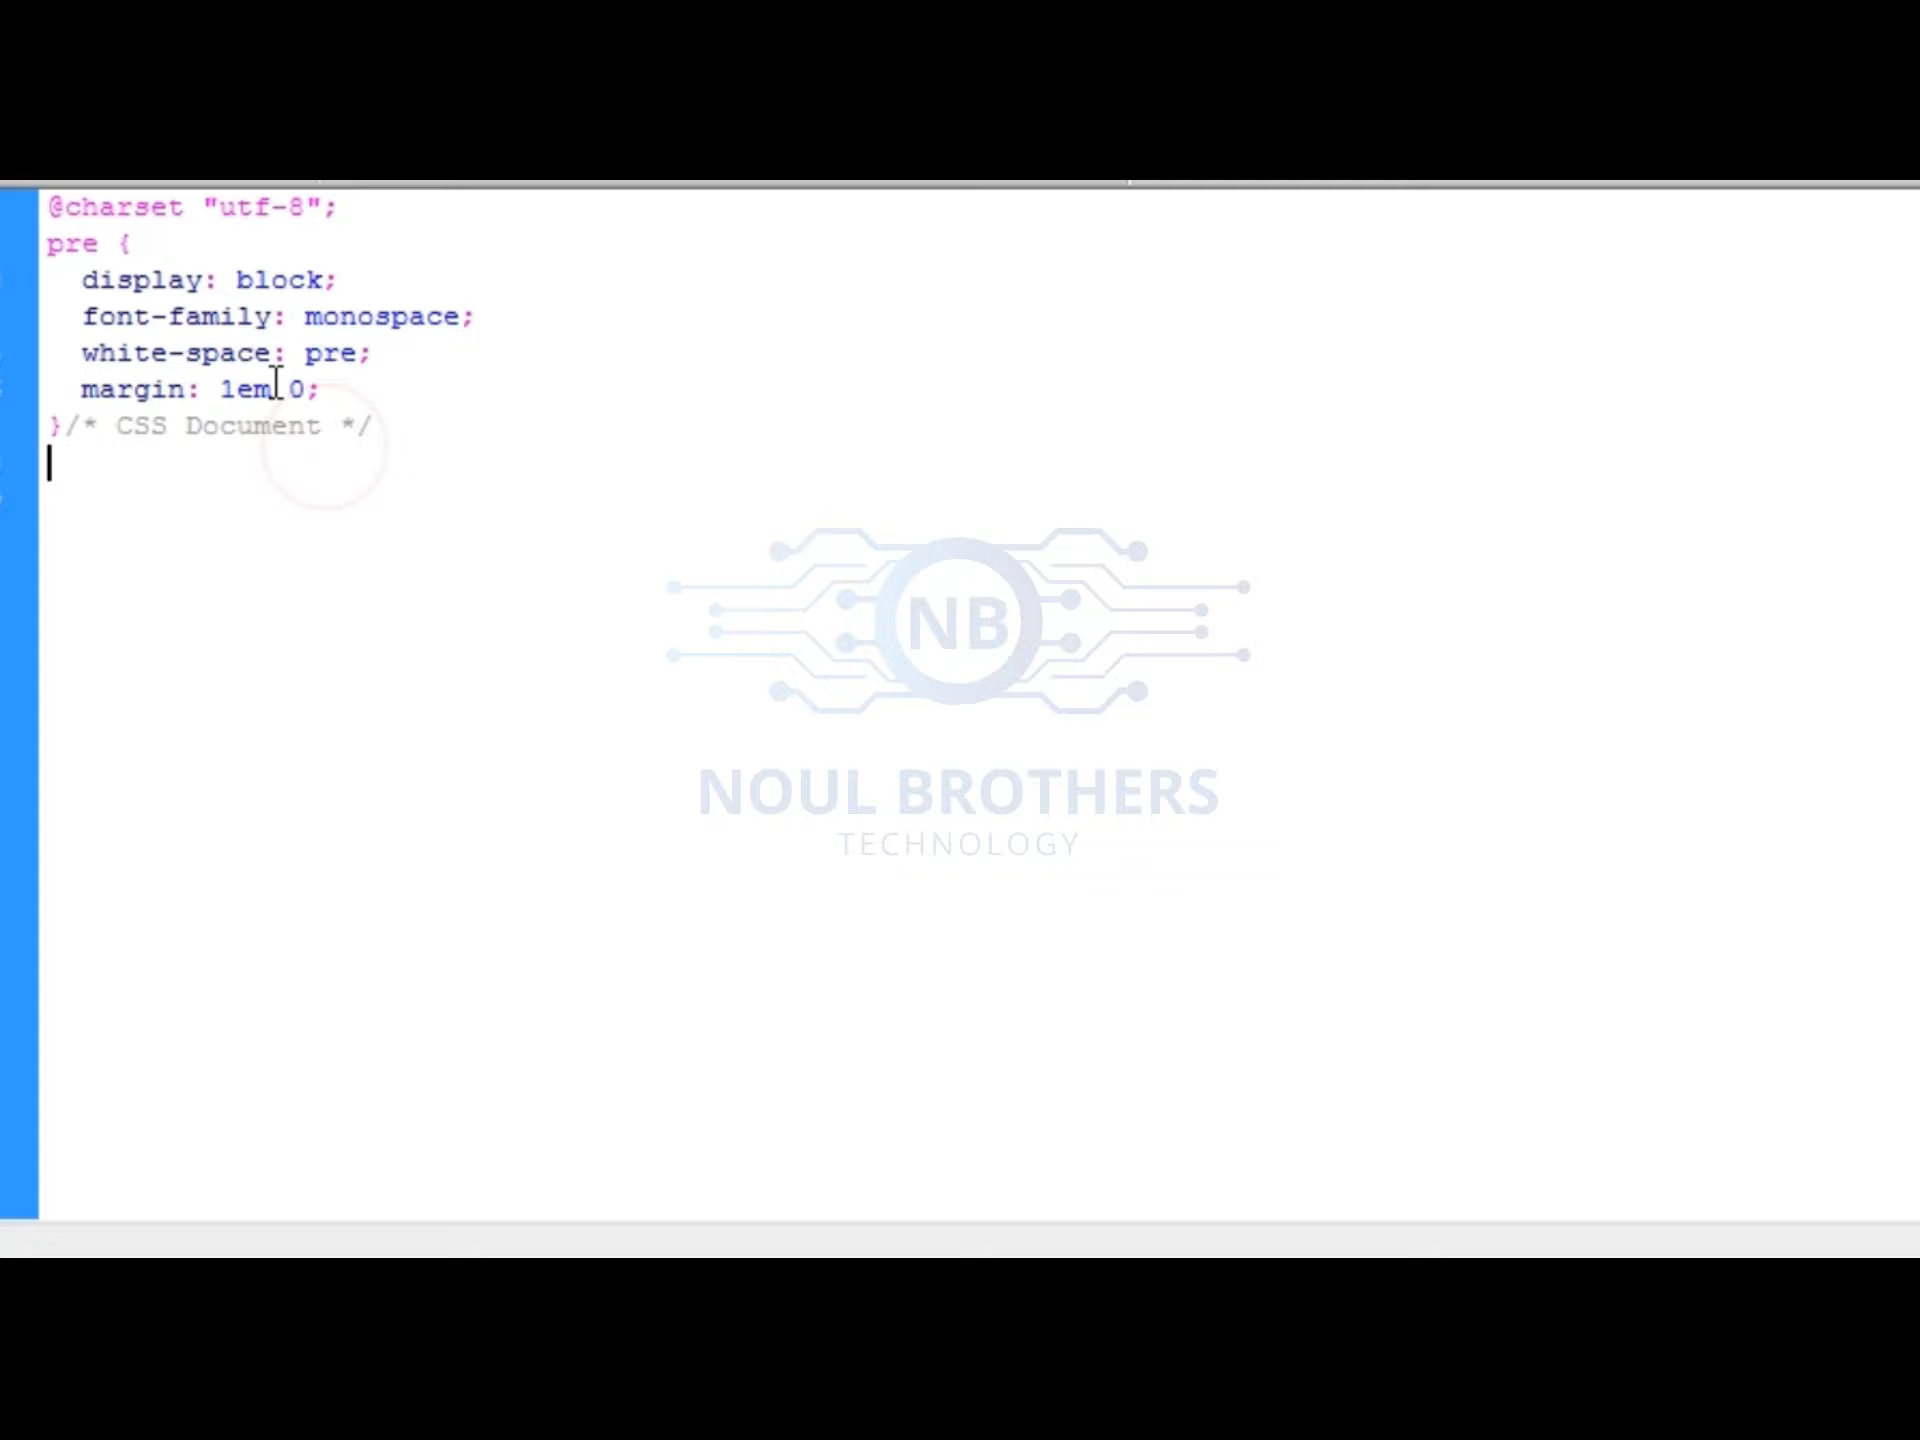 @charset "utf-8";
pre {
  display: block;
  font-family: monospace;
  white-space: pre;
  margin: 1em 0;
}/* CSS Document */
NB
NOUL BROTHERS
TECHNOLOGY